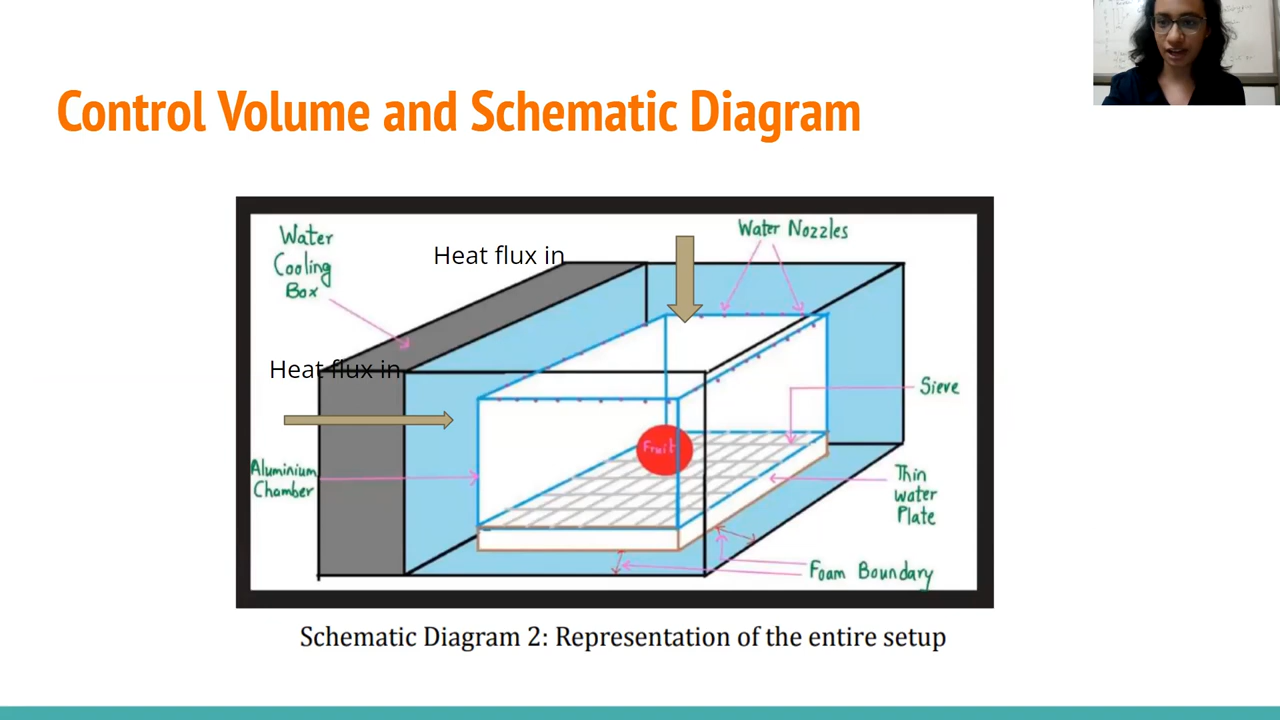 Control Volume and Schematic Diagram
Water
Cooling
Box
Heat flux in
Water Nozzles
Heat flux in
Sieve
Fruit
Aluminium
Chamber
Thin
water
Plate
Foam Boundary
Schematic Diagram 2: Representation of the entire setup